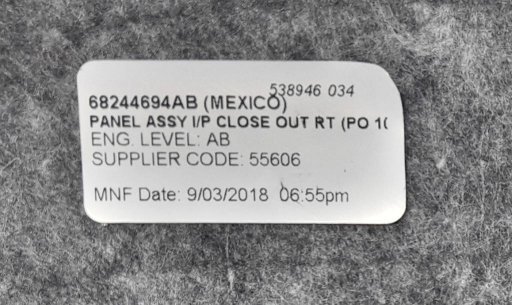 538946 034
68244694AB (MEXICO)
PANEL ASSY I/P CLOSE OUT RT (PO 10
ENG. LEVEL: AB
SUPPLIER CODE: 55606
MNF Date: 9/03/2018 06:55pm